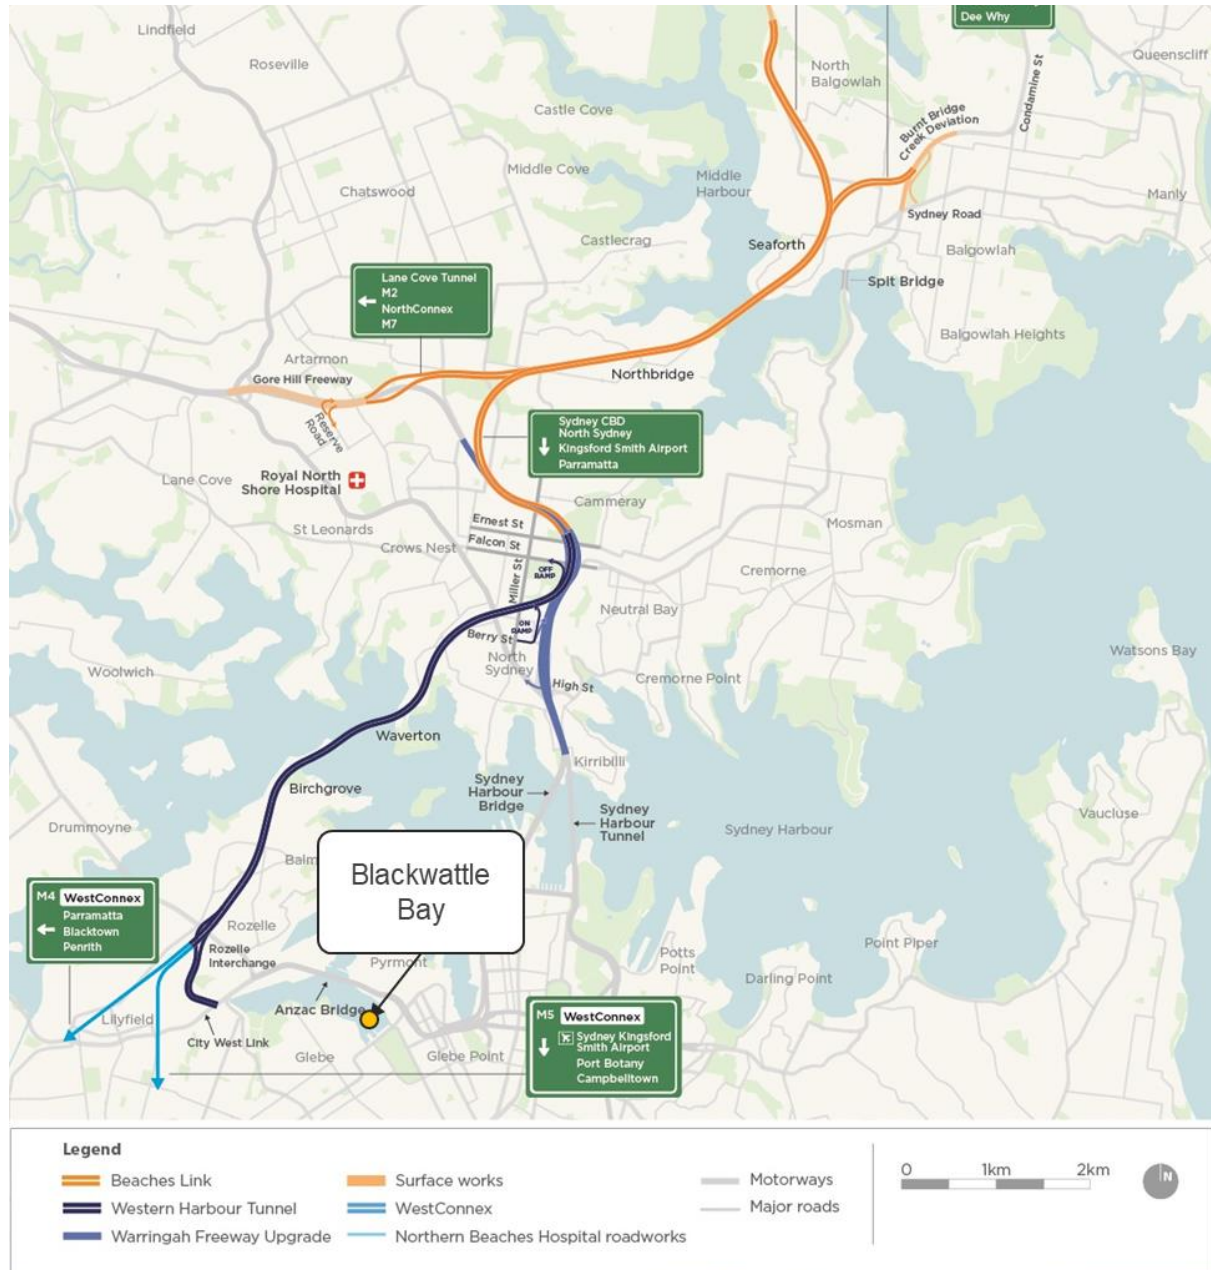 Dee Why
Lindfield
Roseville
North
Balgowlah
Queenscliff
Condamine St
Castle Cove
Burnt Bridge
Creek Deviation
Middle Cove
Middle
Harbour
Chatswood
Manly
Sydney Road
Castlecrag
Seaforth
Balgowlah
Lane Cove Tunnel
M2
NorthConnex
M7
Spit Bridge
Balgowlah Heights
Artarmon
Gore Hill Freeway
Northbridge
Reserve
Road
Sydney CBD
North Sydney
Kingsford Smith Airport
Parramatta
Lane Cove
Royal North
Shore Hospital
Cammeray
Ernest St
Mosman
St Leonards
Falcon St
Crows Nest
OFF
RAMP
Miller St
Cremorne
Neutral Bay
ON
RAMP
Berry St
North
Sydney
Watsons Bay
Woolwich
High St
Cremorne Point
Waverton
Kirribilli
Sydney
Harbour
Bridge
Birchgrove
Sydney
Harbour
Tunnel
Drummoyne
Sydney Harbour
Vaucluse
Balm
Blackwattle
Bay
M4 WestConnex
Parramatta
Blacktown
Penrith
Rozelle
Rozelle
Interchange
Pyrmont
Potts
Point
Point Piper
Darling Point
Anzac Bridge
Lilyfield
City West Link
Glebe
Glebe Point
M5 WestConnex
Sydney Kingsford
Smith Airport
Port Botany
Campbelltown
Legend
Beaches Link
Western Harbour Tunnel
Warringah Freeway Upgrade
Surface works
WestConnex
Northern Beaches Hospital roadworks
Motorways
Major roads
0 1km 2km
N